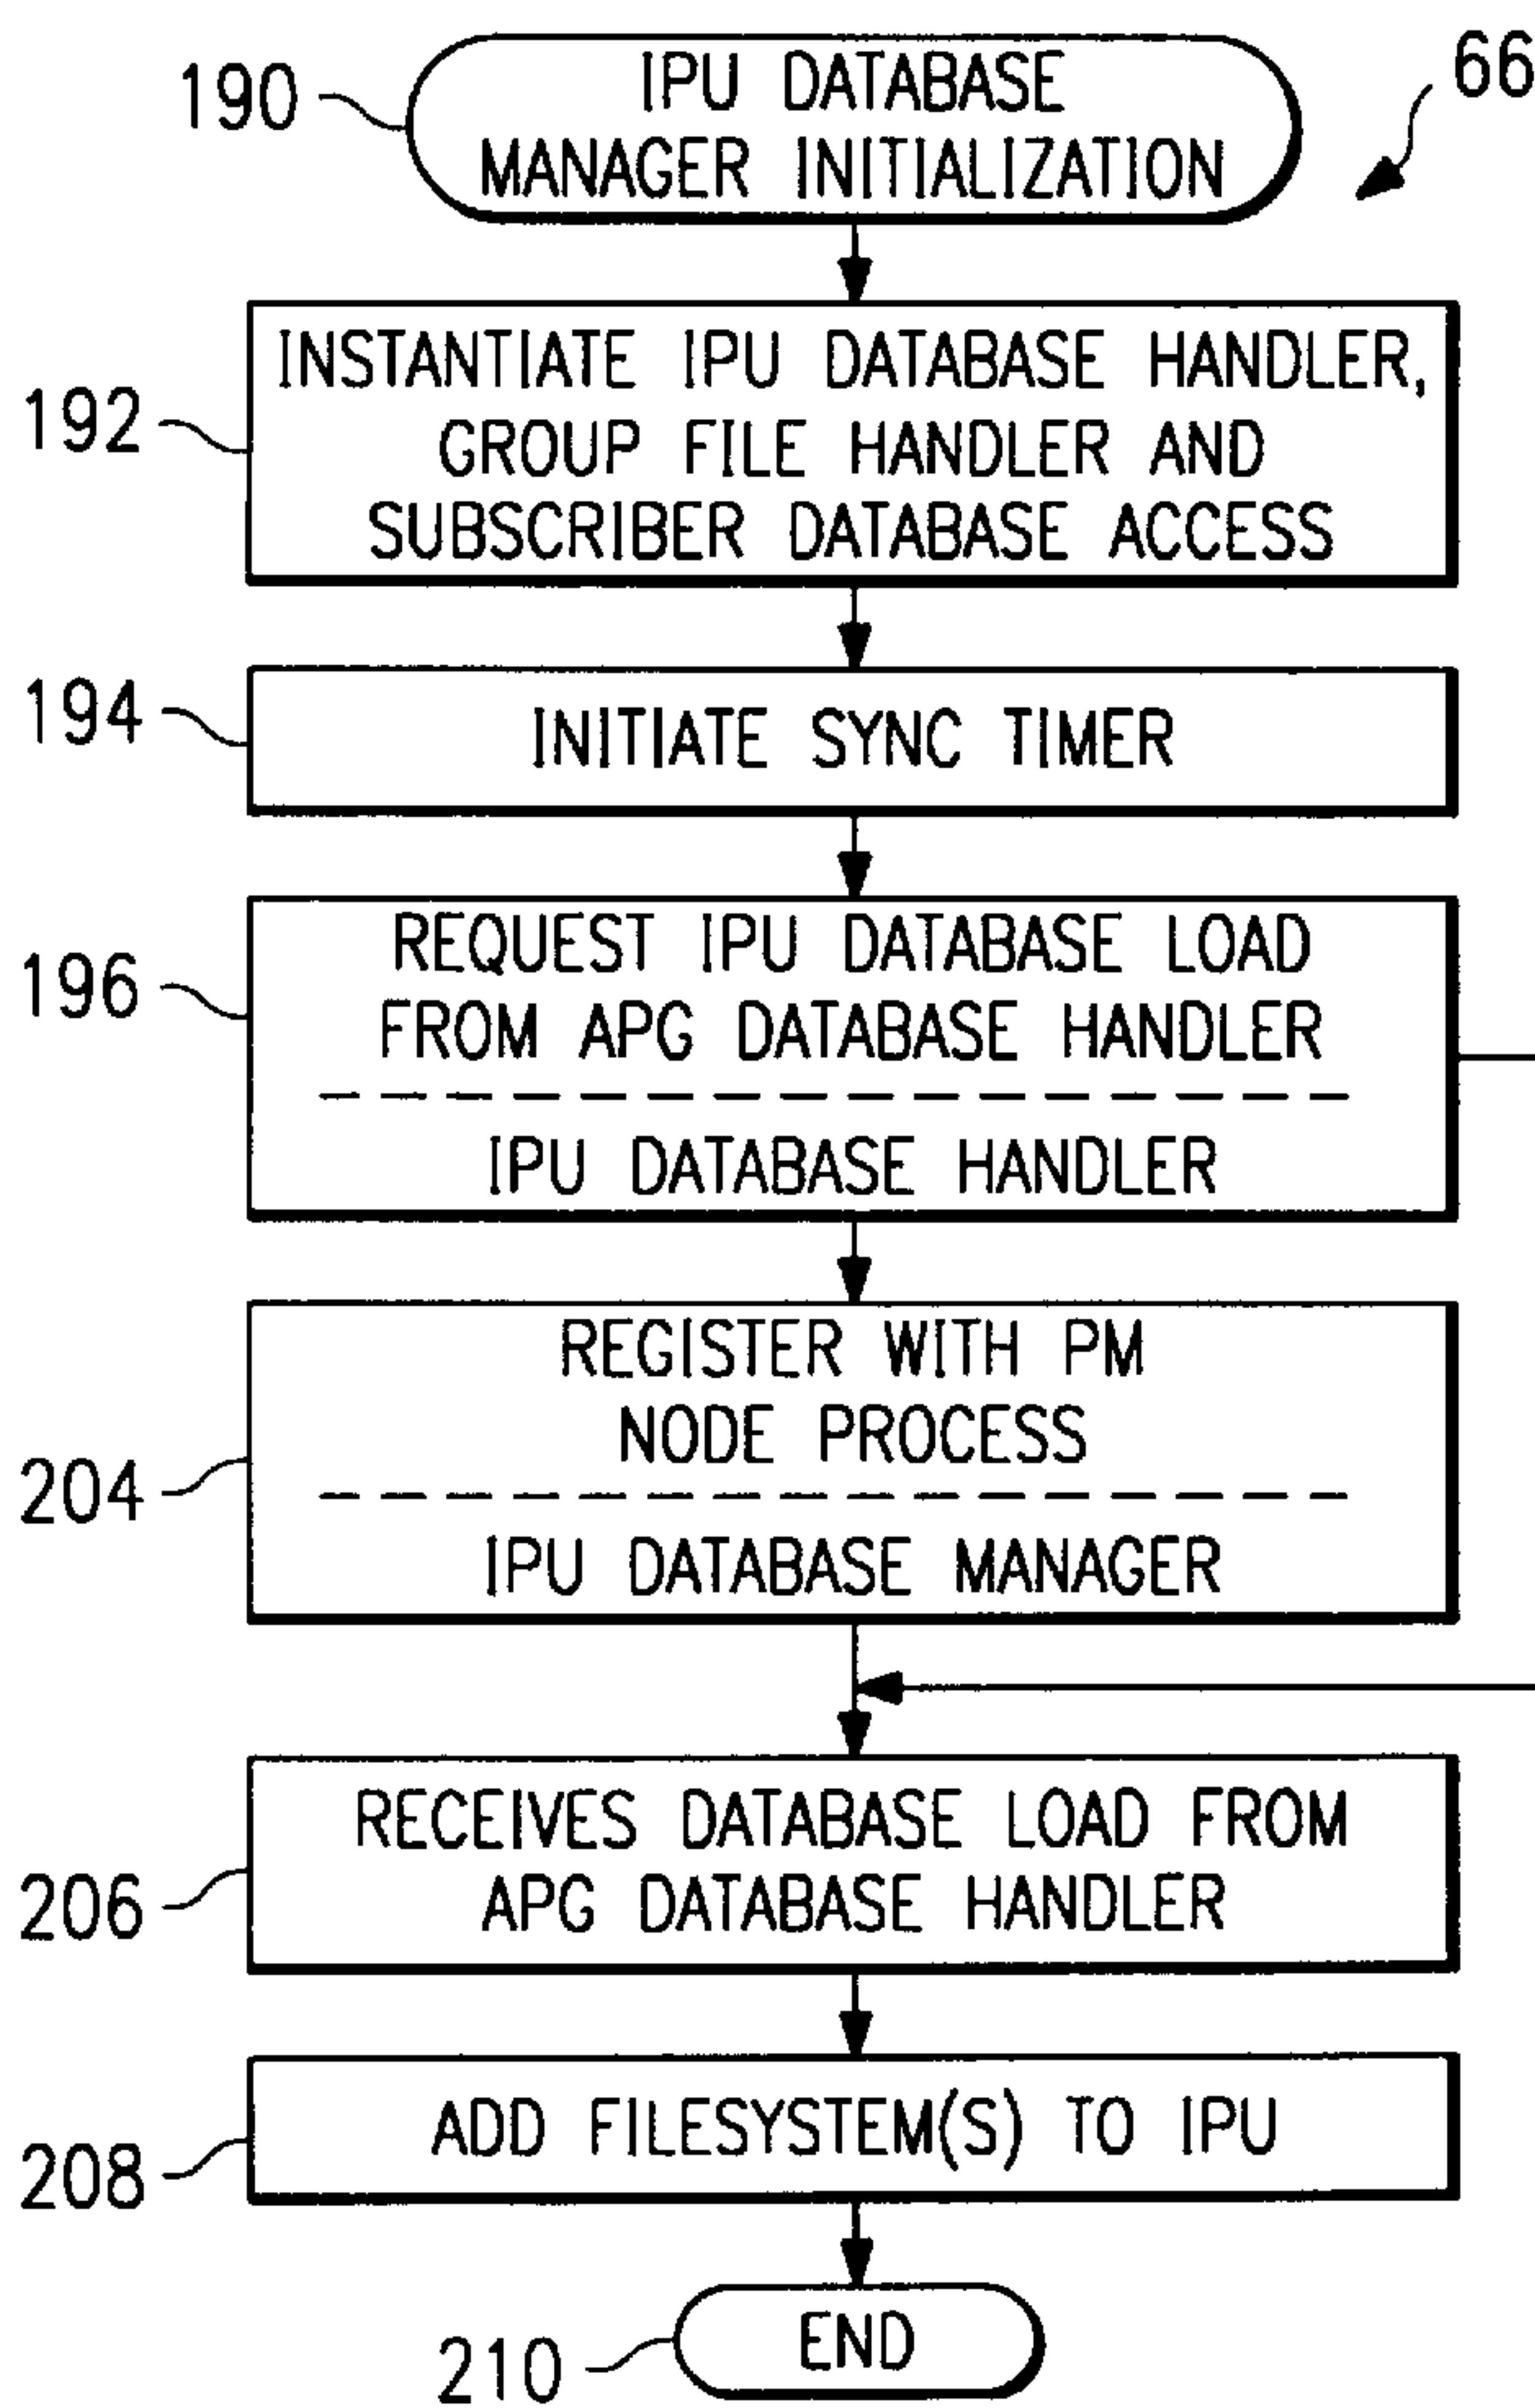 190
IPU DATABASE
MANAGER INITIALIZATION
66
192
INSTANTIATE IPU DATABASE HANDLER,
GROUP FILE HANDLER AND
SUBSCRIBER DATABASE ACCESS
194
INITIATE SYNC TIMER
196
REQUEST IPU DATABASE LOAD
FROM APG DATABASE HANDLER
IPU DATABASE HANDLER
204
REGISTER WITH PM
NODE PROCESS
IPU DATABASE MANAGER
206
RECEIVES DATABASE LOAD FROM
APG DATABASE HANDLER
208
ADD FILESYSTEM(S) TO IPU
210
END